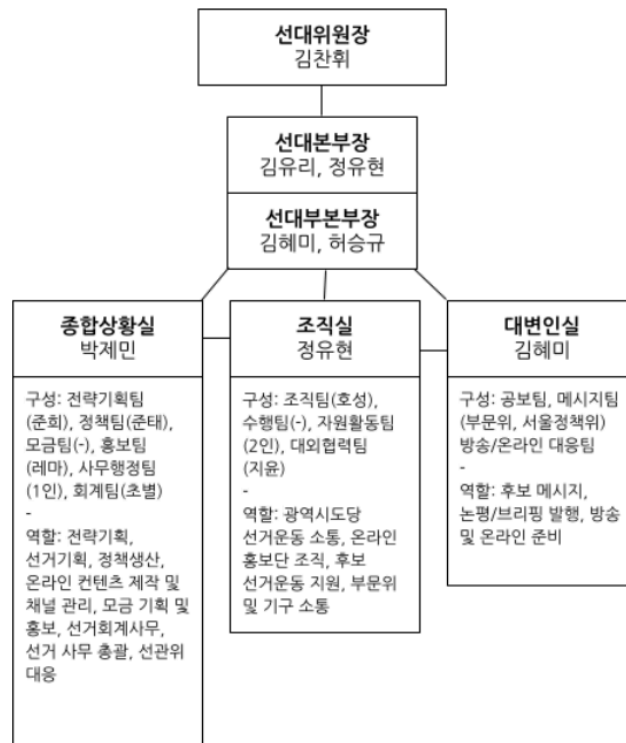 선대위원장
김찬휘
선대본부장
김유리, 정유현
선대부본부장
김혜미, 허승규
종합상황실
박제민
구성: 전략기획팀
(준희), 정책팀(준태),
모금팀(-), 홍보팀
(레마), 사무행정팀
(1인), 회계팀(초별)
-
역할: 전략기획,
선거기획, 정책생산,
온라인 컨텐츠 제작 및
채널 관리, 모금 기획 및
홍보, 선거회계사무,
선거 사무 총괄, 선관위
대응
조직실
정유현
구성: 조직팀(호성),
수행팀(-), 자원활동팀
(2인), 대외협력팀
(지윤)
-
역할: 광역시도당
선거운동 소통, 온라인
홍보단 조직, 후보
선거운동 지원, 부문위
및 기구 소통
대변인실
김혜미
구성: 공보팀, 메시지팀
(부문위, 서울정책위)
방송/온라인 대응팀
-
역할: 후보 메시지,
논평/브리핑 발행, 방송
및 온라인 준비